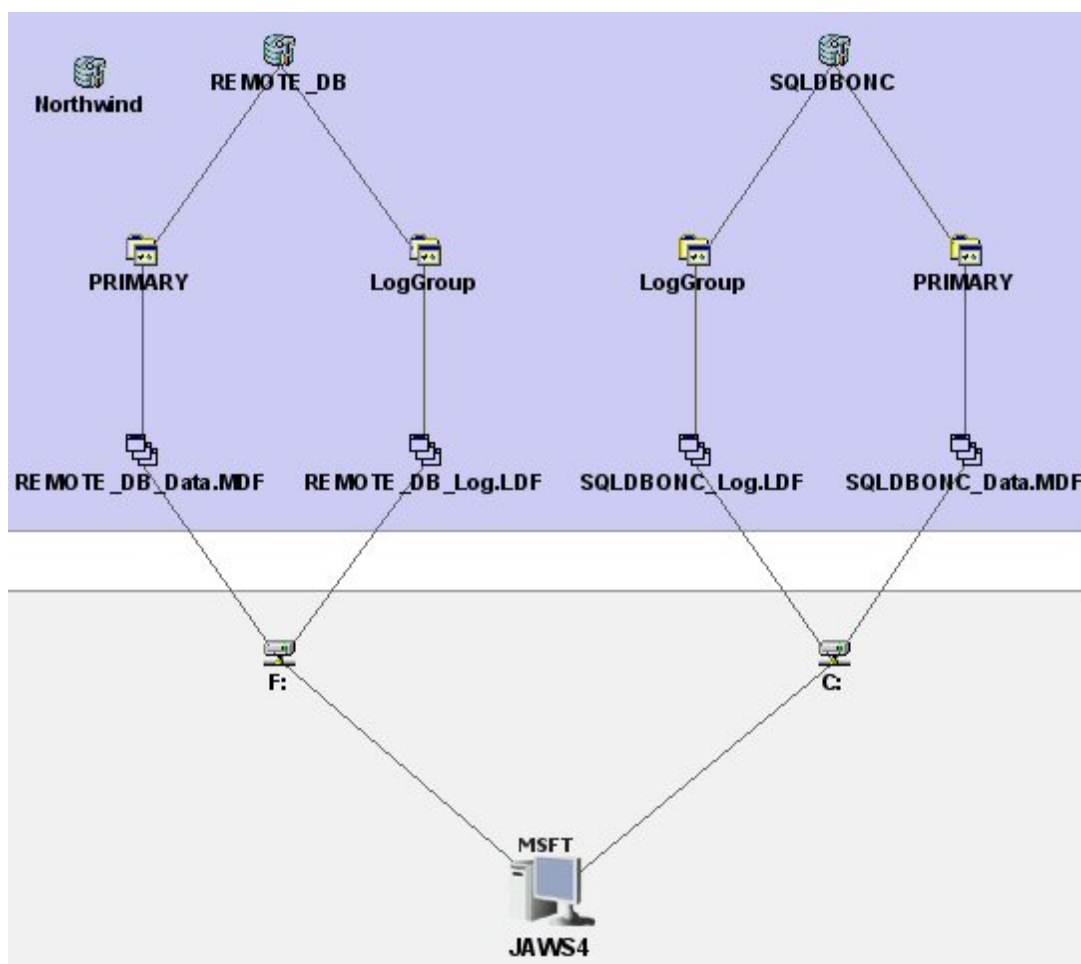 REMOTE_DB
SQLDBONC
Northwind
PRIMARY
LogGroup
LogGroup
PRIMARY
REMOTE_DB_Data.MDF
REMOTE_DB_Log.LDF
SQLDBONC_Log.LDF
SQLDBONC_Data.MDF
F:
C:
MSFT
JAWS4